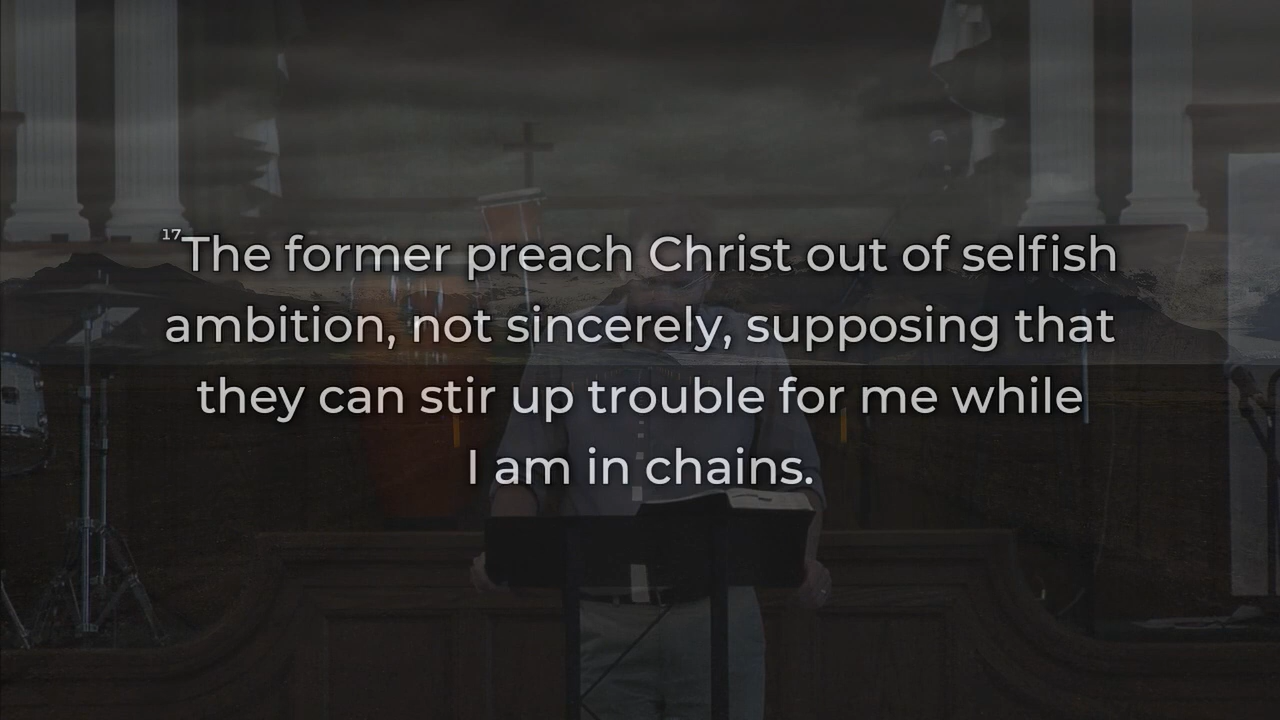 17The former preach Christ out of selfish
ambition, not sincerely, supposing that
they can stir up trouble for me while
I am in chains.